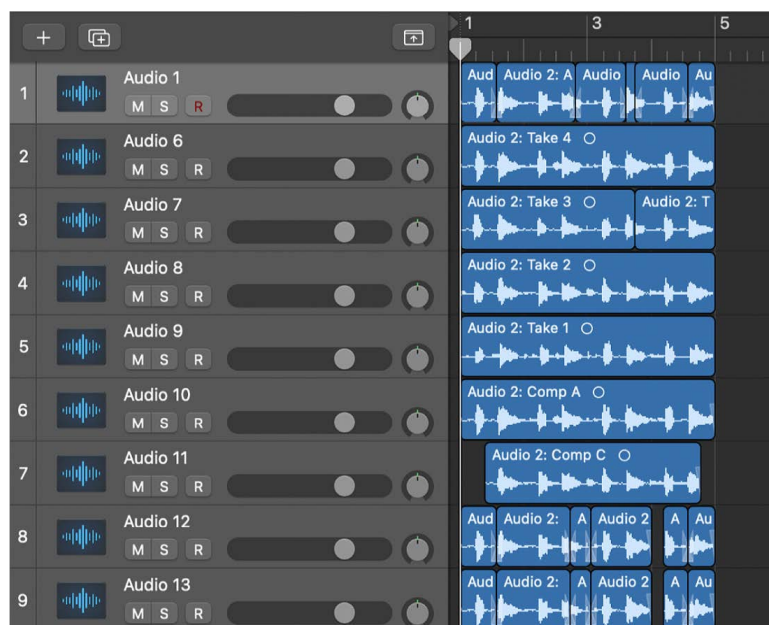 1 3 5
1 Audio 1
M S R
Aud Audio 2: A Audio Audio Au
2 Audio 6
M S R
Audio 2: Take 4
3 Audio 7
M S R
Audio 2: Take 3 Audio 2: T
4 Audio 8
M S R
Audio 2: Take 2
5 Audio 9
M S R
Audio 2: Take 1
6 Audio 10
M S R
Audio 2: Comp A
7 Audio 11
M S R
Audio 2: Comp C
8 Audio 12
M S R
Aud Audio 2: A Audio 2 A Au
9 Audio 13
M S R
Aud Audio 2: A Audio 2 A Au